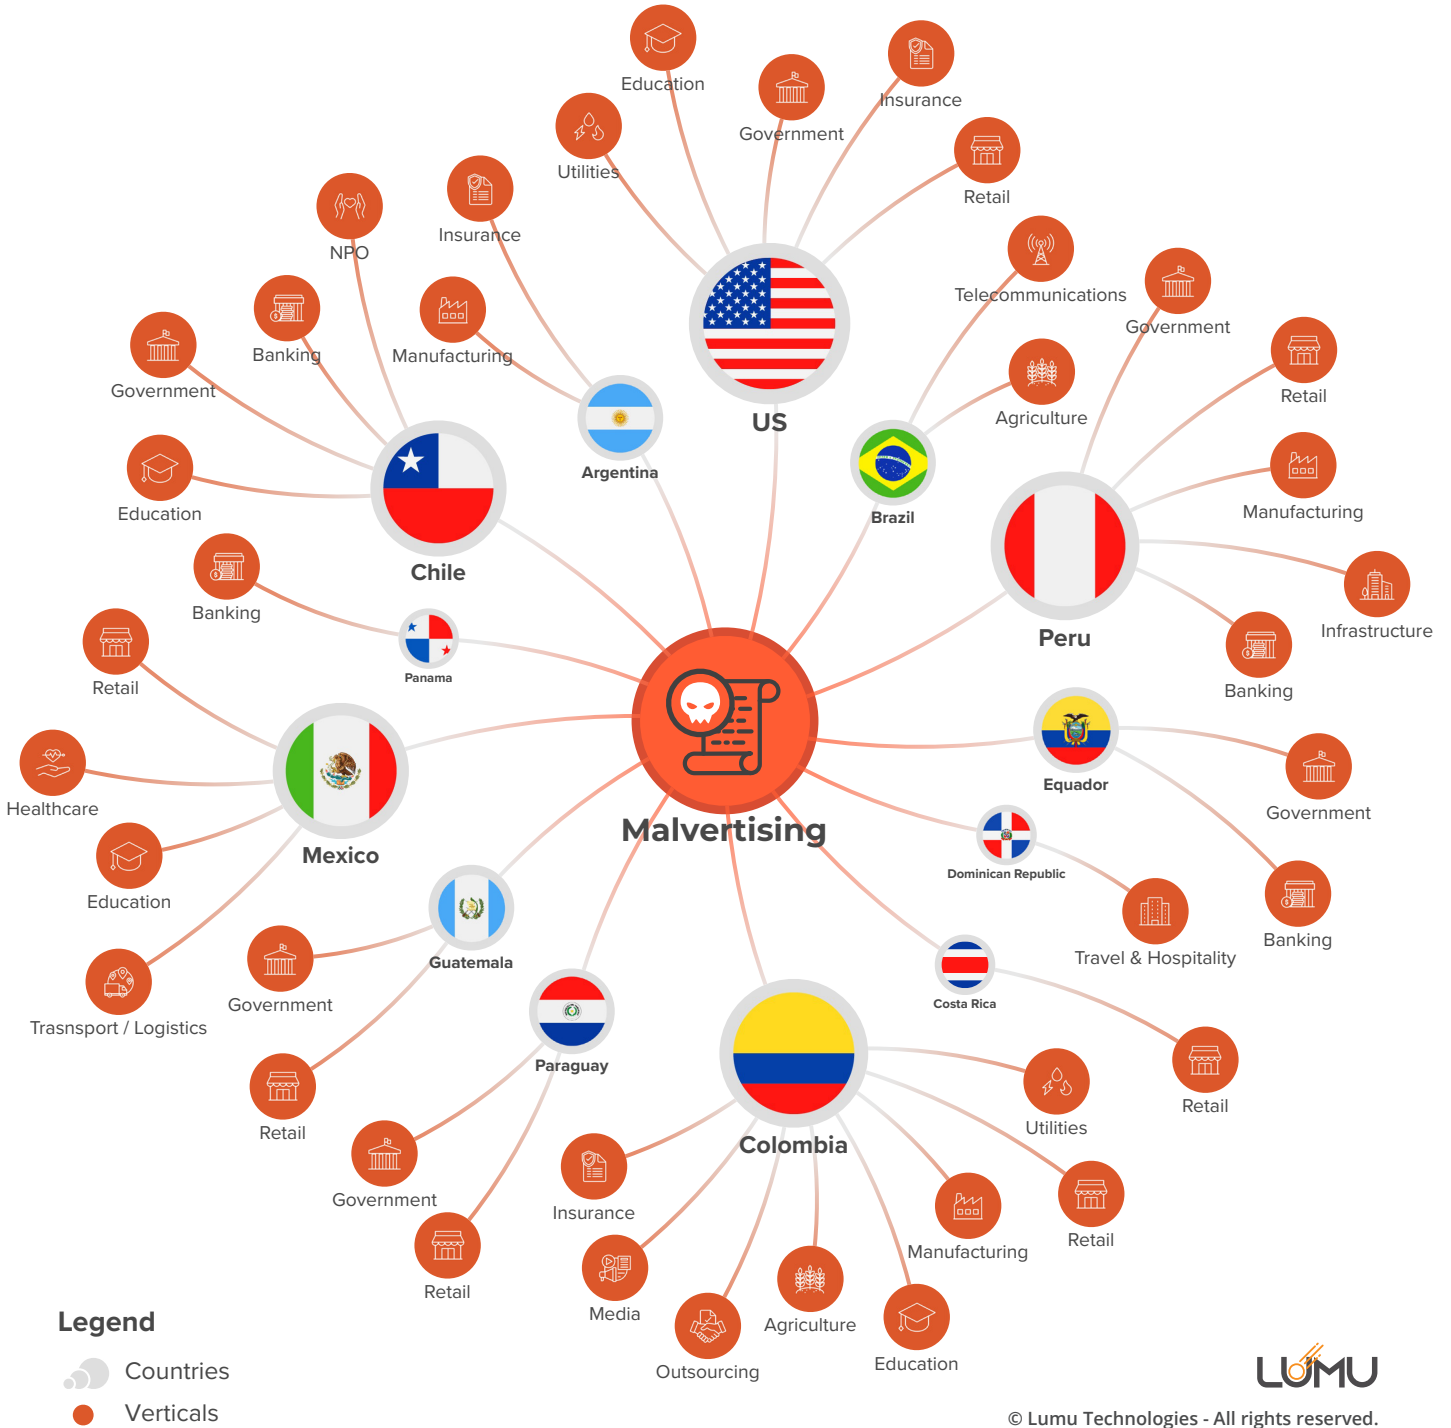 Education
Government
Insurance
Utilities
Retail
NPO
Insurance
Telecommunications
Government
Banking
Manufacturing
Government
Retail
Agriculture
US
Argentina
Brazil
Education
Manufacturing
Chile
Banking
Peru
Infrastructure
Panama
Retail
Banking
Healthcare
Equador
Government
Malvertising
Mexico
Dominican Republic
Education
Banking
Guatemala
Travel & Hospitality
Government
Costa Rica
Trasnsport / Logistics
Paraguay
Retail
Utilities
Retail
Colombia
Government
Insurance
Manufacturing
Retail
Retail
Media
Agriculture
Education
Outsourcing
Legend
Countries
Verticals
LUMU
© Lumu Technologies - All rights reserved.